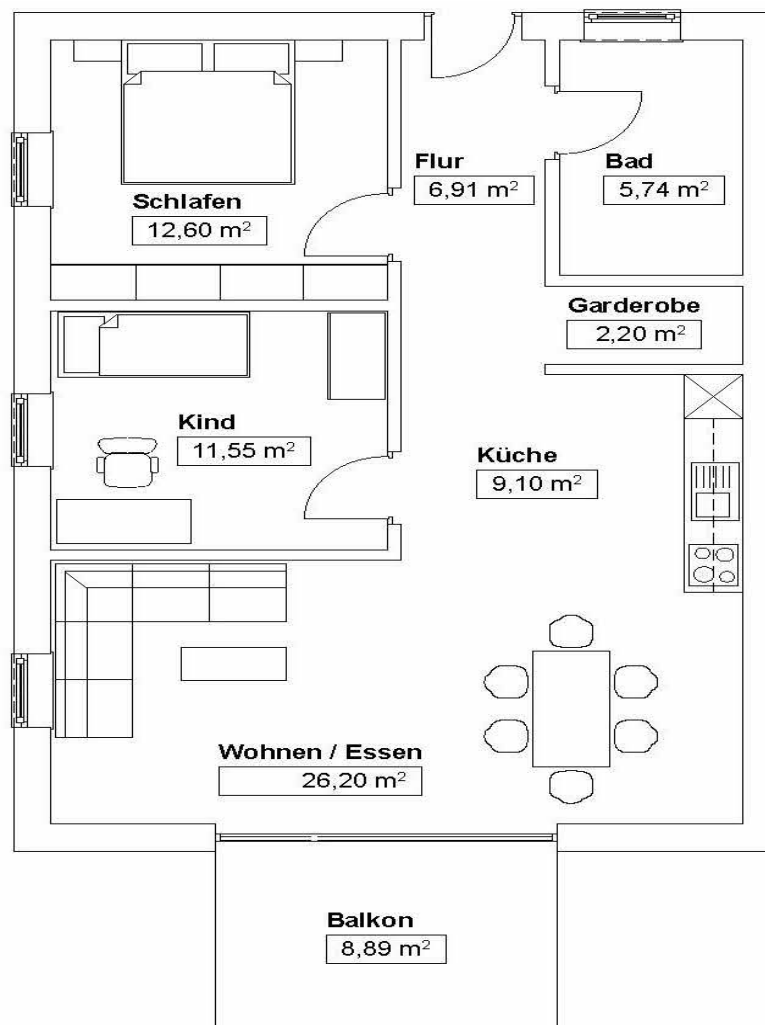 Flur
6,91 m²
Bad
5,74 m²
Schlafen
12,60 m²
Garderobe
2,20 m²
Kind
11,55 m²
Küche
9,10 m²
Wohnen / Essen
26,20 m²
Balkon
8,89 m²